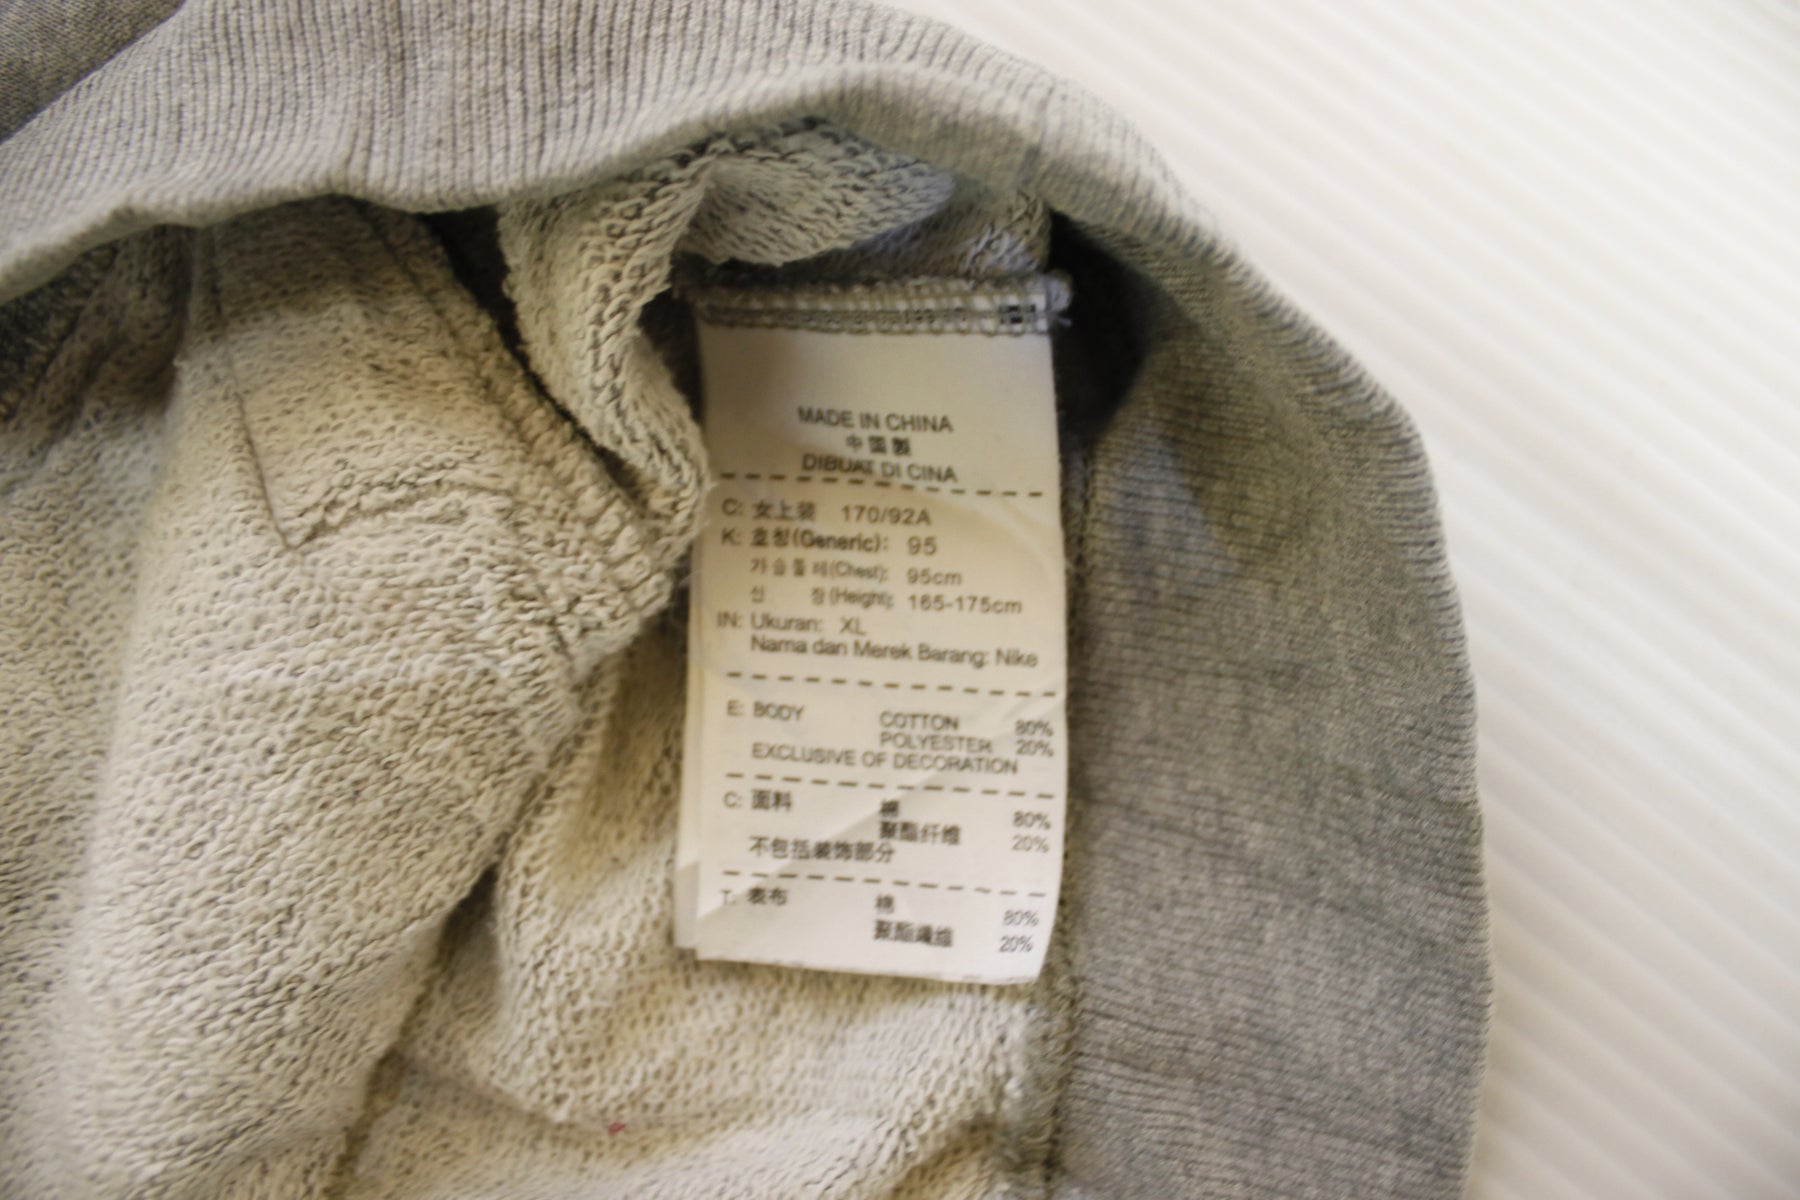 MADE IN CHINA
中国製
DIBUAT DI CINA
C: 女上装 170/92A
K: 호칭(Generic): 95
가슴둘레(Chest): 95cm
신 장(Height): 165-175cm
IN: Ukuran: XL
Nama dan Merek Barang: Nike
E: BODY COTTON 80%
POLYESTER 20%
EXCLUSIVE OF DECORATION
C: 面料 棉 80%
聚酯纤维 20%
不包括装饰部分
T: 表布 綿 80%
聚酯纖維 20%